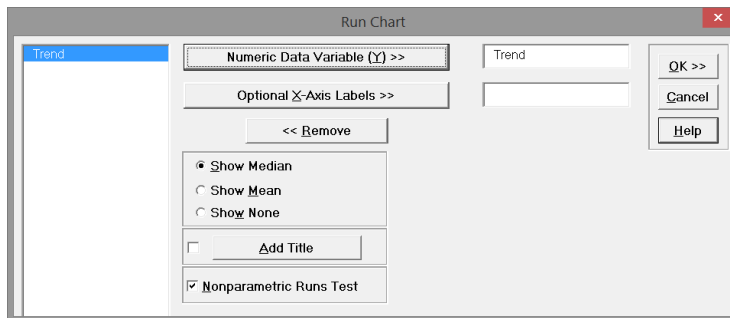 Run Chart
×
Trend
Numeric Data Variable (Y) >>
Trend
OK >>
Optional X-Axis Labels >>
Cancel
<< Remove
Help
Show Median
Show Mean
Show None
Add Title
Nonparametric Runs Test